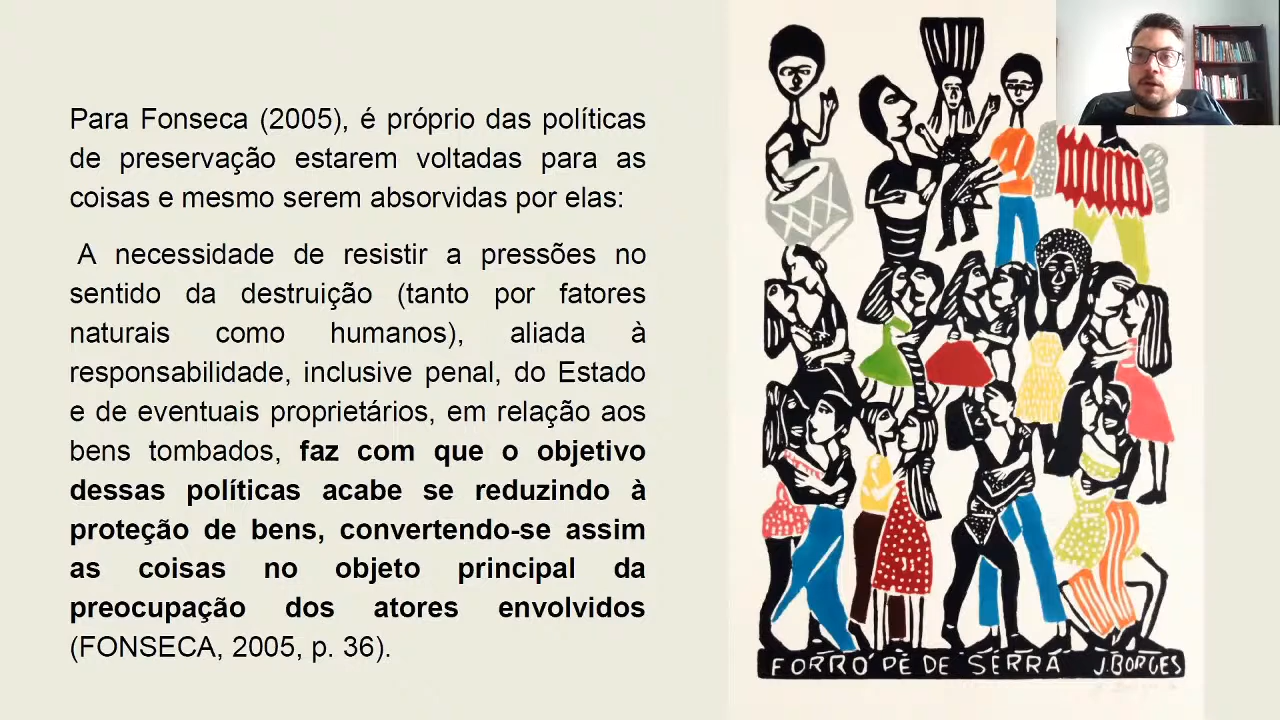 Para Fonseca (2005), é próprio das políticas
de preservação estarem voltadas para as
coisas e mesmo serem absorvidas por elas:
A necessidade de resistir a pressões no
sentido da destruição (tanto por fatores
naturais como humanos), aliada à
responsabilidade, inclusive penal, do Estado
e de eventuais proprietários, em relação aos
bens tombados, faz com que o objetivo
dessas políticas acabe se reduzindo à
proteção de bens, convertendo-se assim
as coisas no objeto principal da
preocupação dos atores envolvidos
(FONSECA, 2005, p. 36).
FORRÓ PÉ DE SERRA J.BORGES